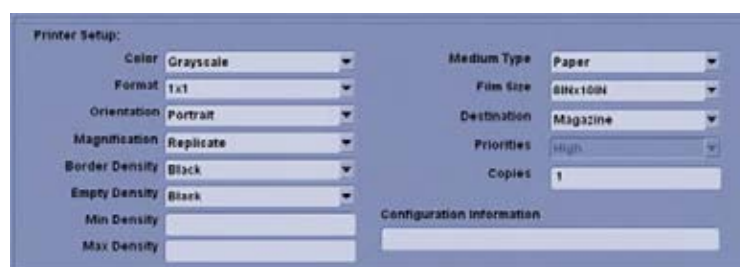 Printer Setup:
Color Grayscale
Format 1x1
Orientation Portrait
Magnification Replicate
Border Density Black
Empty Density Black
Min Density
Max Density
Medium Type Paper
Film Size 8INx10IN
Destination Magazine
Priorities High
Copies 1
Configuration Information